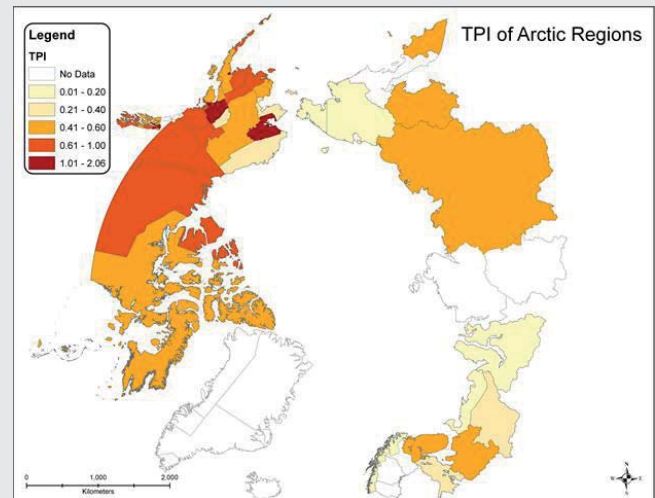 TPI of Arctic Regions
Legend
TPI
No Data
0.01 - 0.20
0.21 - 0.40
0.41 - 0.60
0.61 - 1.00
1.01 - 2.06
0 1,000 2,000
Kilometers